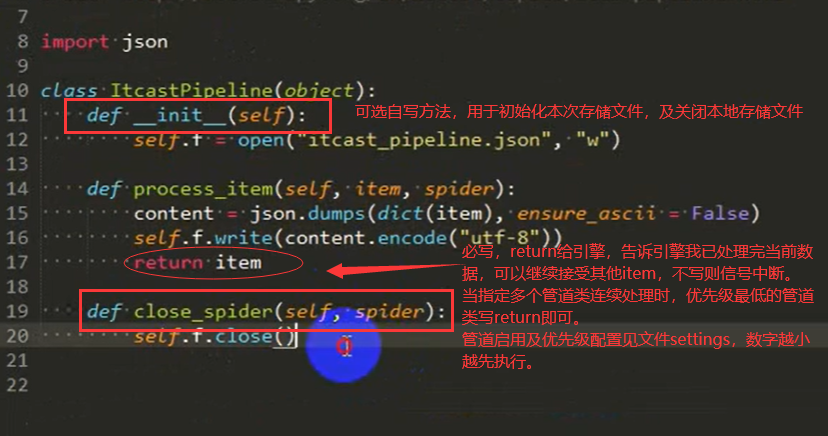 7
8 import json
9
10 class ItcastPipeline(object):
11 def __init__(self):
可选自写方法，用于初始化本次存储文件，及关闭本地存储文件
12 self.f = open("itcast_pipeline.json", "w")
13
14 def process_item(self, item, spider):
15 content = json.dumps(dict(item), ensure_ascii = False)
16 self.f.write(content.encode("utf-8"))
17 return item
必写，return给引擎，告诉引擎我已处理完当前数
据，可以继续接受其他item，不写则信号中断。
当指定多个管道类连续处理时，优先级最低的管道
类写return即可。
管道启用及优先级配置见文件settings，数字越小
越先执行。
18
19 def close_spider(self, spider):
20 self.f.close()
21
22